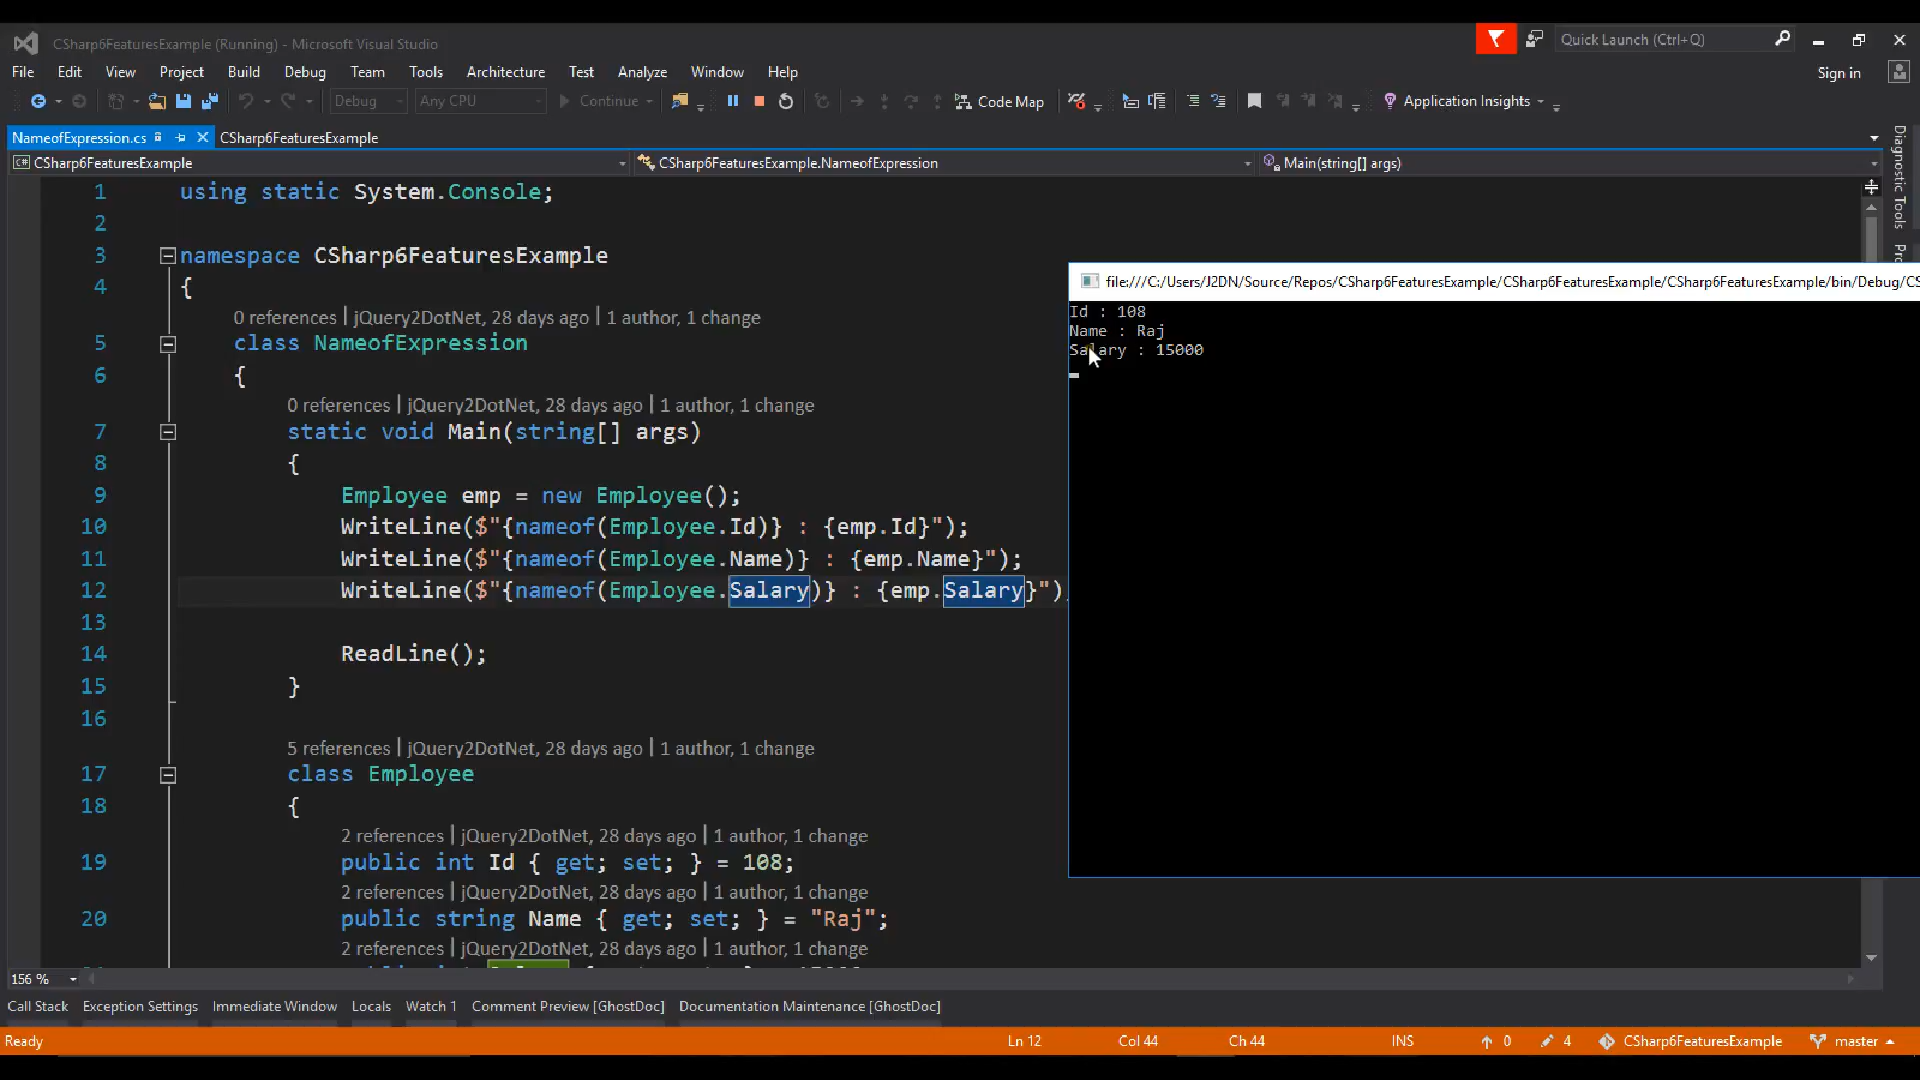 CSharp6FeaturesExample (Running) - Microsoft Visual Studio
Quick Launch (Ctrl+Q)
File Edit View Project Build Debug Team Tools Architecture Test Analyze Window Help
Sign in
Debug Any CPU Continue Code Map Application Insights
NameofExpression.cs CSharp6FeaturesExample
CSharp6FeaturesExample CSharp6FeaturesExample.NameofExpression Main(string[] args)
Diagnostic Tools
1 using static System.Console;
2
3 namespace CSharp6FeaturesExample
4 {
0 references | jQuery2DotNet, 28 days ago | 1 author, 1 change
5 class NameofExpression
6 {
0 references | jQuery2DotNet, 28 days ago | 1 author, 1 change
7 static void Main(string[] args)
8 {
9 Employee emp = new Employee();
10 WriteLine($"{nameof(Employee.Id)} : {emp.Id}");
11 WriteLine($"{nameof(Employee.Name)} : {emp.Name}");
12 WriteLine($"{nameof(Employee.Salary)} : {emp.Salary}")
13
14 ReadLine();
15 }
16
5 references | jQuery2DotNet, 28 days ago | 1 author, 1 change
17 class Employee
18 {
2 references | jQuery2DotNet, 28 days ago | 1 author, 1 change
19 public int Id { get; set; } = 108;
2 references | jQuery2DotNet, 28 days ago | 1 author, 1 change
20 public string Name { get; set; } = "Raj";
2 references | jQuery2DotNet, 28 days ago | 1 author, 1 change
file:///C:/Users/J2DN/Source/Repos/CSharp6FeaturesExample/CSharp6FeaturesExample/bin/Debug/CS
Id : 108
Name : Raj
Salary : 15000
156 %
Call Stack Exception Settings Immediate Window Locals Watch 1 Comment Preview [GhostDoc] Documentation Maintenance [GhostDoc]
Ready Ln 12 Col 44 Ch 44 INS 0 4 CSharp6FeaturesExample master